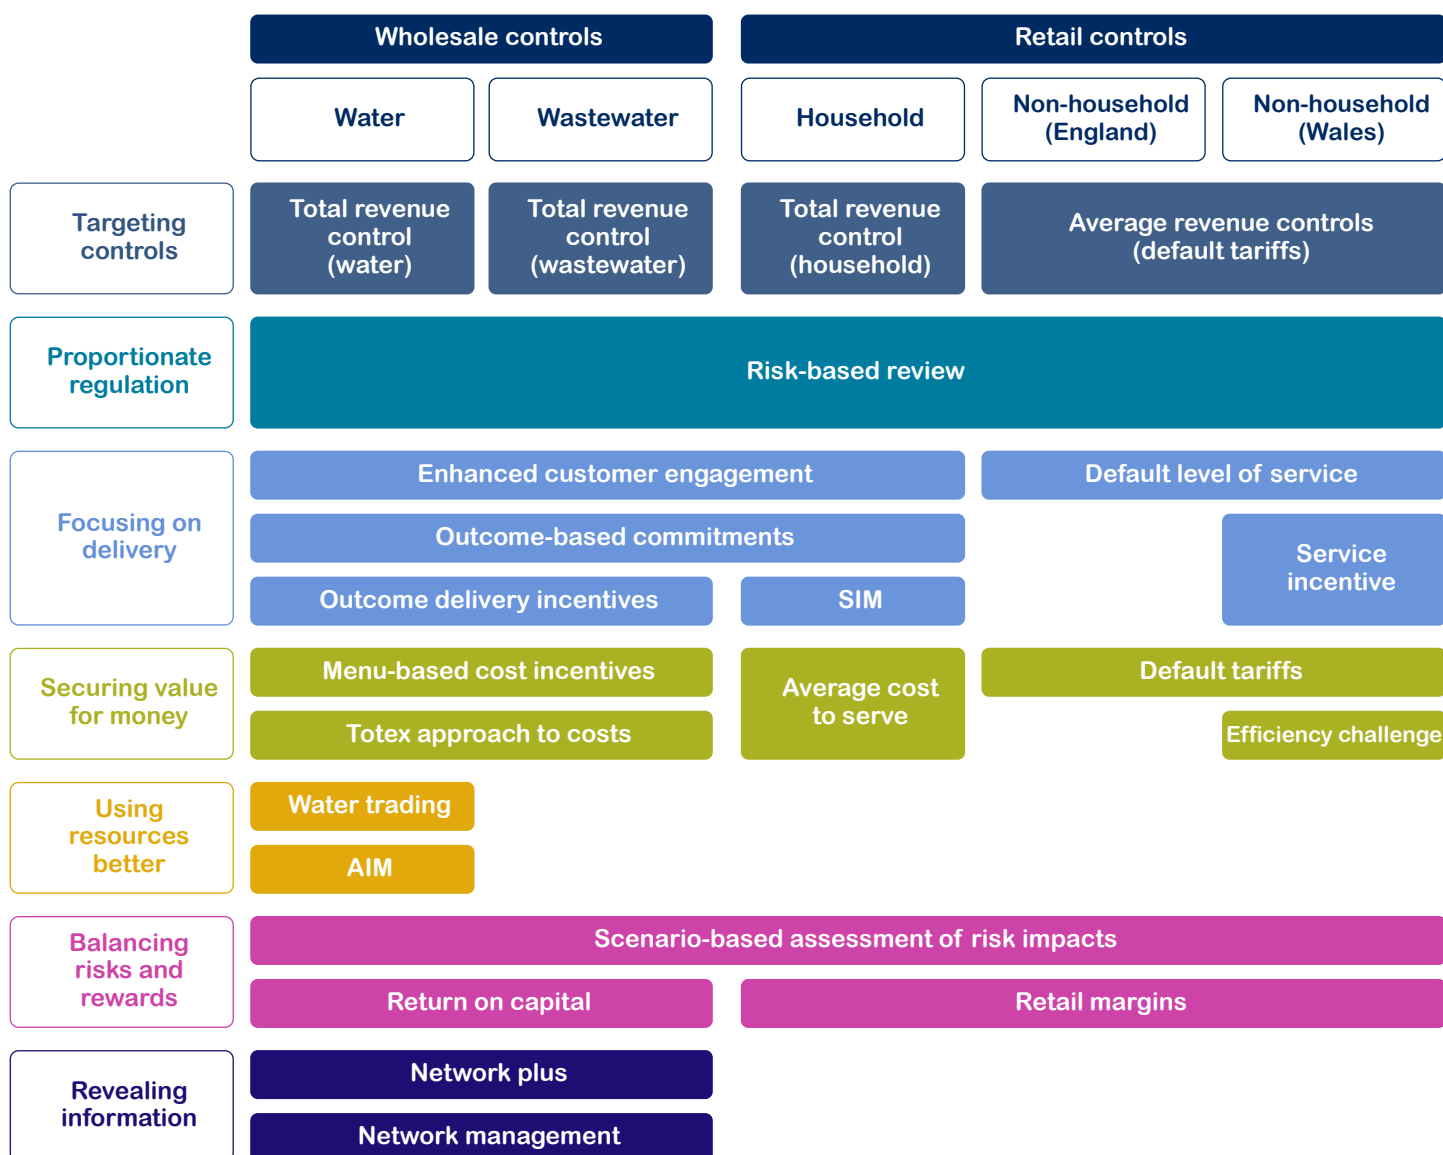 Wholesale controls
Retail controls
Water
Wastewater
Household
Non-household
(England)
Non-household
(Wales)
Targeting
controls
Total revenue
control
(water)
Total revenue
control
(wastewater)
Total revenue
control
(household)
Average revenue controls
(default tariffs)
Proportionate
regulation
Risk-based review
Focusing on
delivery
Enhanced customer engagement
Default level of service
Outcome-based commitments
Service
incentive
Outcome delivery incentives
SIM
Securing value
for money
Menu-based cost incentives
Average cost
to serve
Default tariffs
Totex approach to costs
Efficiency challenge
Using
resources
better
Water trading
AIM
Balancing
risks and
rewards
Scenario-based assessment of risk impacts
Return on capital
Retail margins
Revealing
information
Network plus
Network management